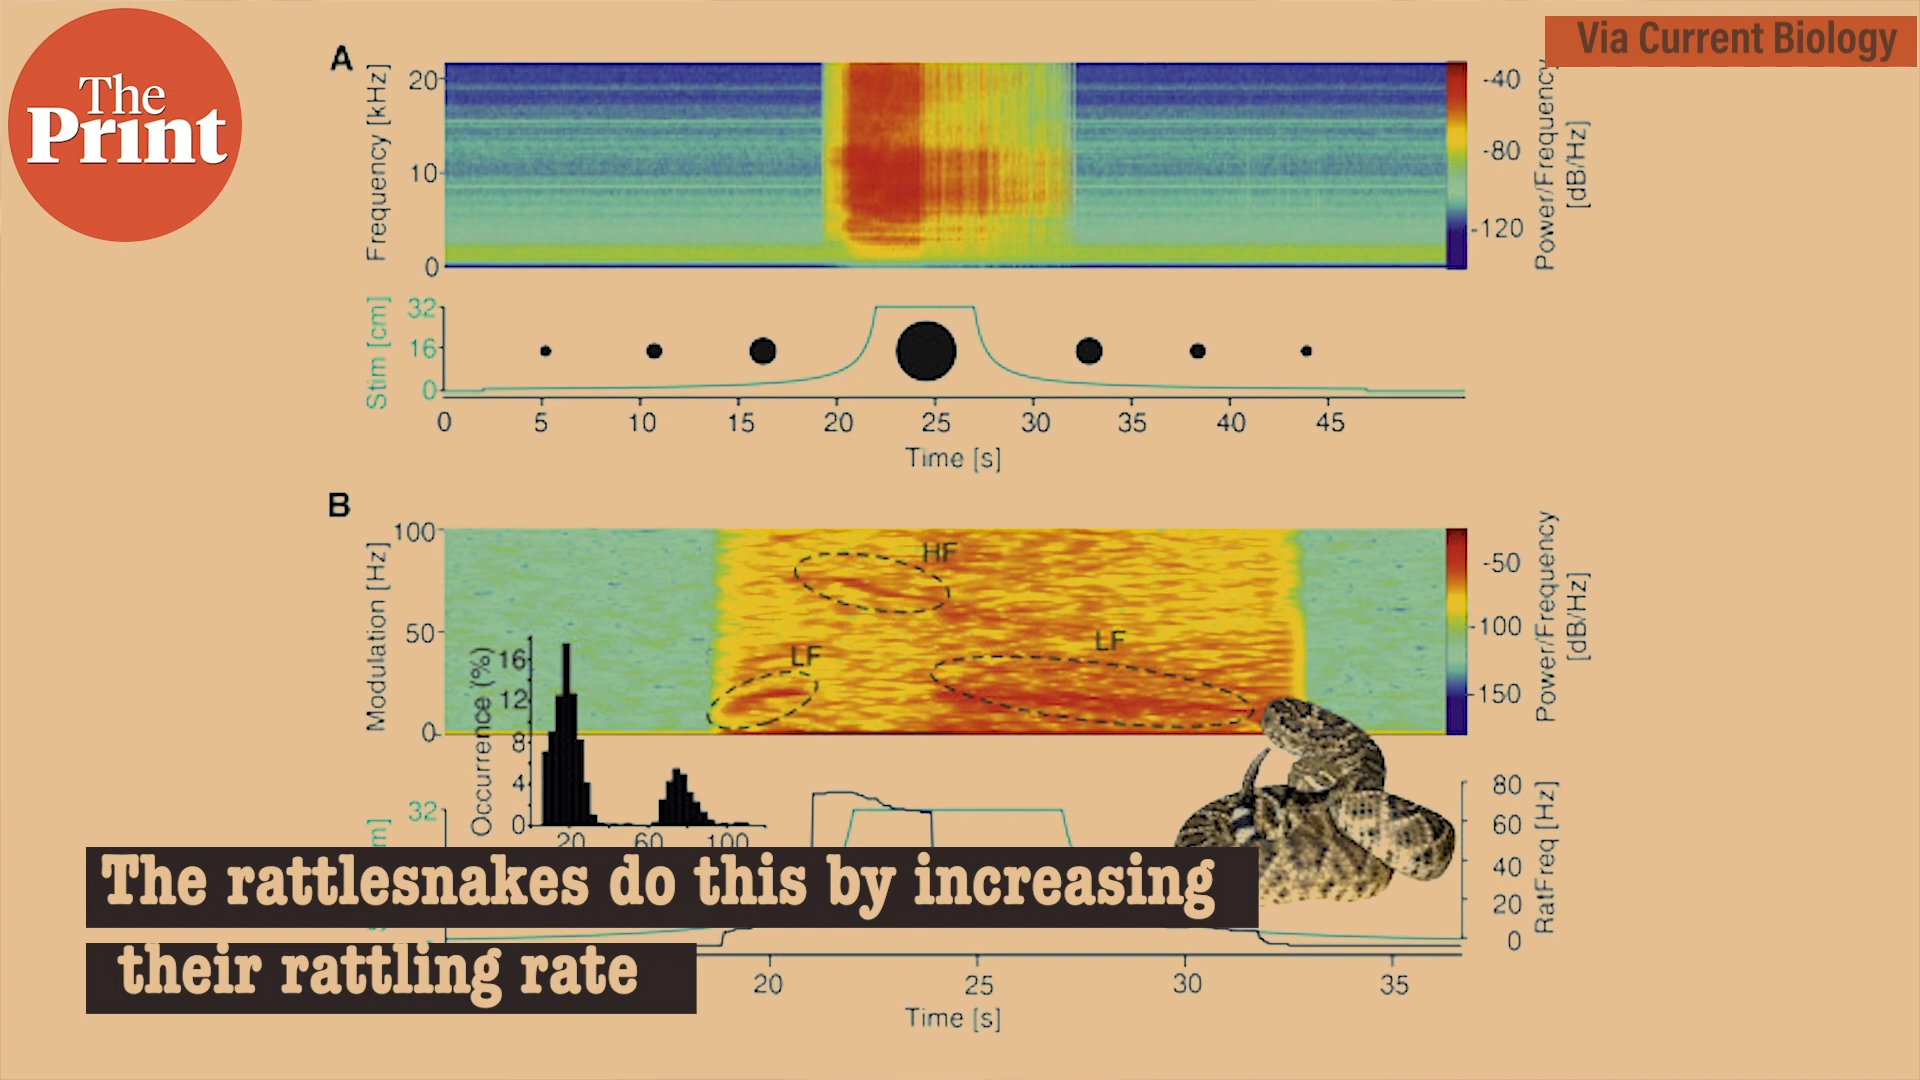 The
Print
Via Current Biology
A
Frequency [kHz]
20
10
0
-40
-80
-120
Power/Frequency
[dB/Hz]
Stim [cm]
32
16
0
0 5 10 15 20 25 30 35 40 45
Time [s]
B
Modulation [Hz]
100
50
0
HF
LF
LF
-50
-100
-150
Power/Frequency
[dB/Hz]
Occurrence (%)
16
12
8
4
0
20 60 100
32
m]
80
60
40
20
0
RatFreq [Hz]
The rattlesnakes do this by increasing
their rattling rate
20 25 30 35
Time [s]